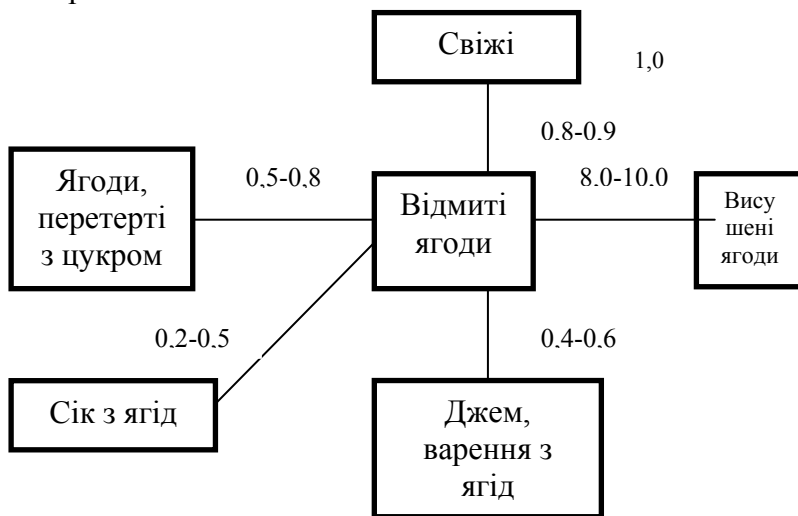 Свіжі
1,0
0,8-0,9
Ягоди,
перетерті
з цукром
0,5-0,8
Відмиті
ягоди
8,0-10,0
Вису
шені
ягоди
0,2-0,5
0,4-0,6
Сік з ягід
Джем,
варення з
ягід